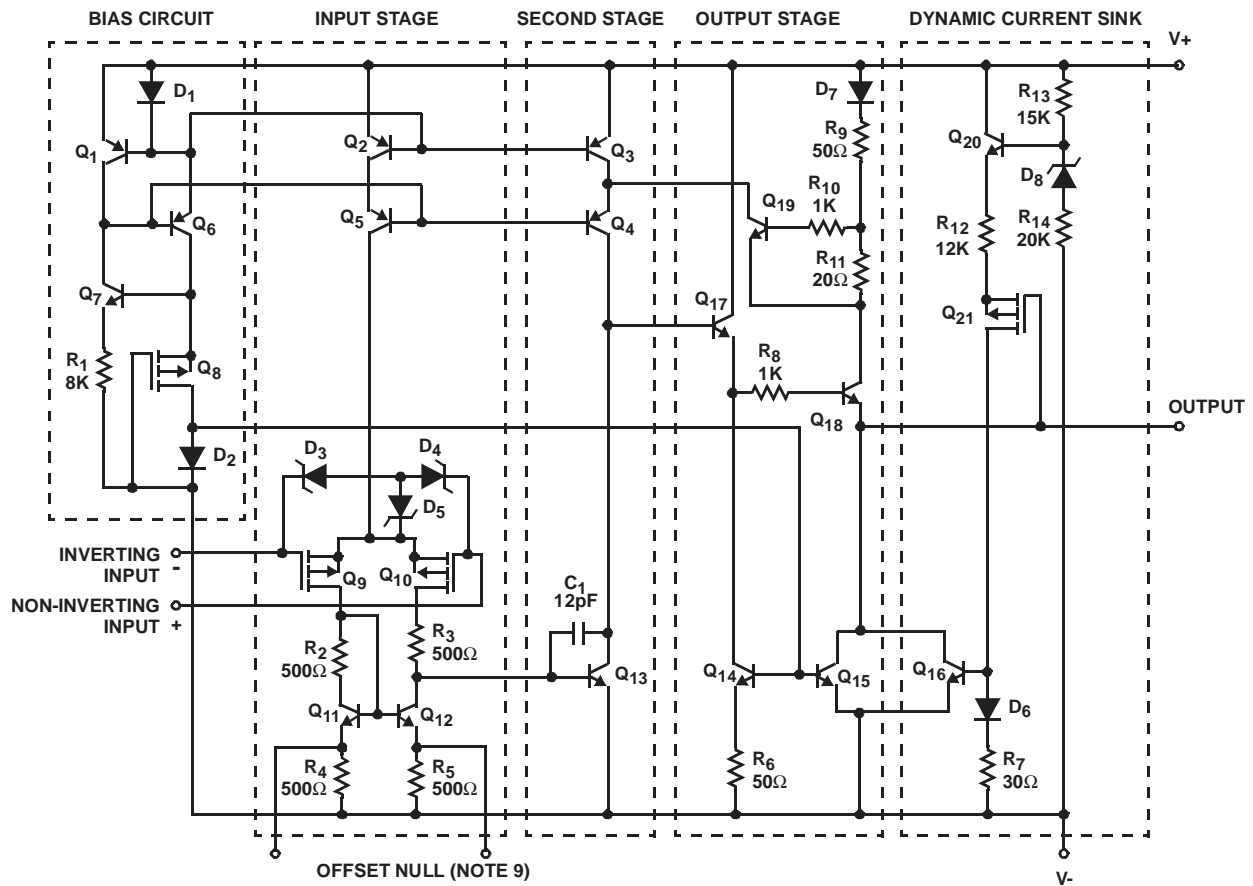 BIAS CIRCUIT
INPUT STAGE
SECOND STAGE
OUTPUT STAGE
DYNAMIC CURRENT SINK
V+
D1
Q1
Q6
Q7
R1
8K
Q8
D2
Q2
Q5
D3
D4
D5
Q9
Q10
R2
500Ω
R3
500Ω
Q11
Q12
R4
500Ω
R5
500Ω
Q3
Q4
C1
12pF
Q13
D7
R9
50Ω
R10
1K
Q19
R11
20Ω
Q17
R8
1K
Q18
Q14
Q15
R6
50Ω
R13
15K
Q20
D8
R12
12K
R14
20K
Q21
Q16
D6
R7
30Ω
OUTPUT
INVERTING
INPUT -
NON-INVERTING
INPUT +
OFFSET NULL (NOTE 9)
V-